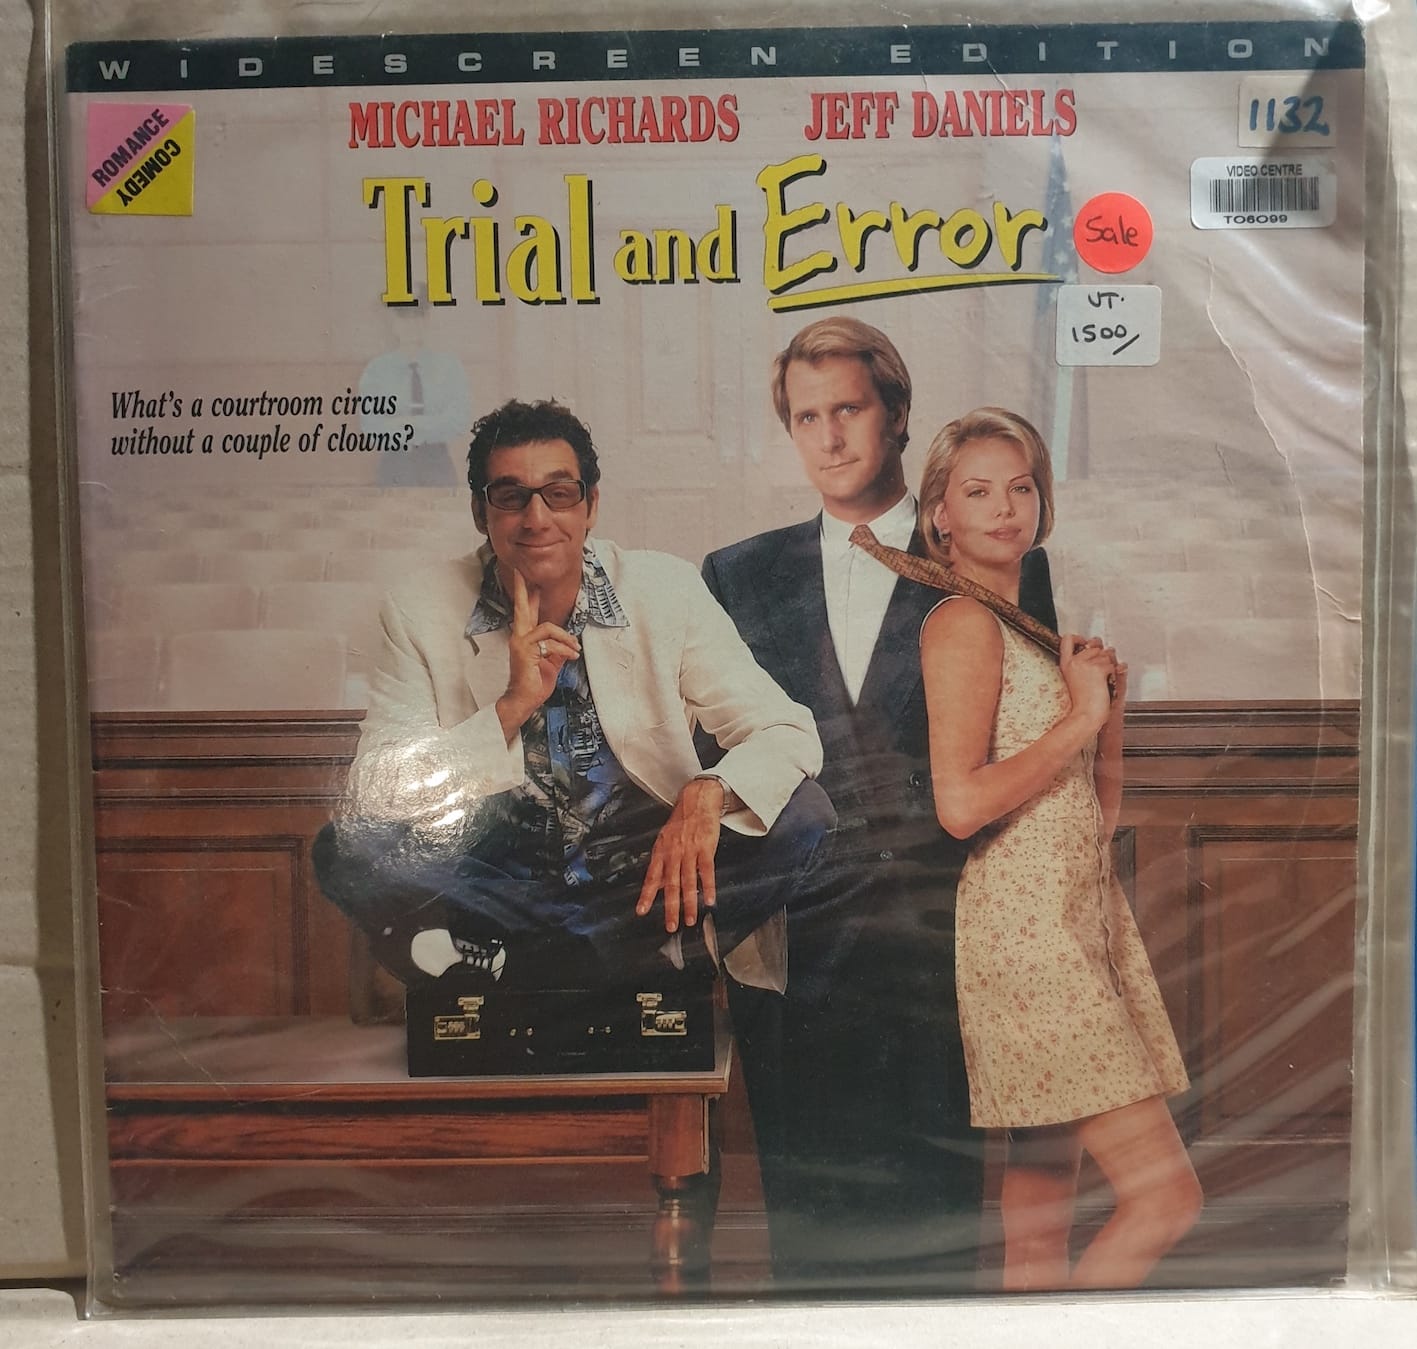 WIDESCREEN EDITION
ROMANCE
COMEDY
MICHAEL RICHARDS JEFF DANIELS
1132
VIDEO CENTRE
TO6O99
Trial and Error
Sale
VT.
1500/
What's a courtroom circus
without a couple of clowns?